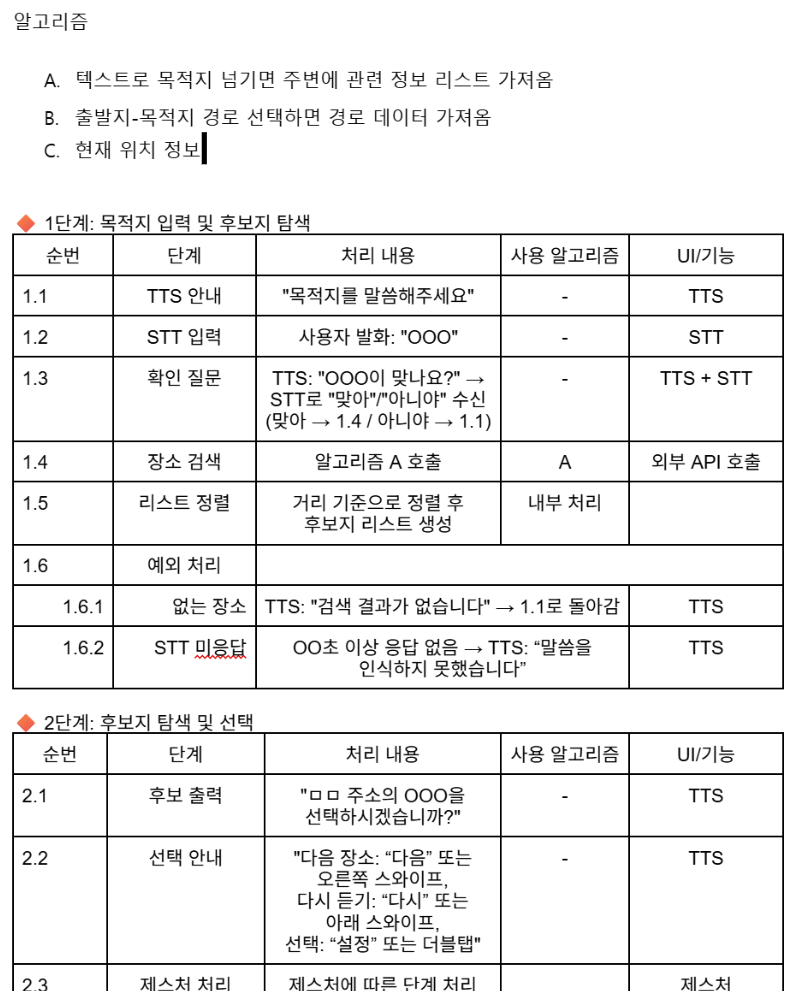 알고리즘
A. 텍스트로 목적지 넘기면 주변에 관련 정보 리스트 가져옴
B. 출발지-목적지 경로 선택하면 경로 데이터 가져옴
C. 현재 위치 정보
1단계: 목적지 입력 및 후보지 탐색
순번 단계 처리 내용 사용 알고리즘 UI/기능
1.1 TTS 안내 "목적지를 말씀해주세요" - TTS
1.2 STT 입력 사용자 발화: "OOO" - STT
1.3 확인 질문 TTS: "OOO이 맞나요?" → - TTS + STT
STT로 "맞아"/"아니야" 수신
(맞아 → 1.4 / 아니야 → 1.1)
1.4 장소 검색 알고리즘 A 호출 A 외부 API 호출
1.5 리스트 정렬 거리 기준으로 정렬 후 내부 처리
후보지 리스트 생성
1.6 예외 처리
1.6.1 없는 장소 TTS: "검색 결과가 없습니다" → 1.1로 돌아감 TTS
1.6.2 STT 미응답 OO초 이상 응답 없음 → TTS: “말씀을 TTS
인식하지 못했습니다”
2단계: 후보지 탐색 및 선택
순번 단계 처리 내용 사용 알고리즘 UI/기능
2.1 후보 출력 "ㅁㅁ 주소의 OOO을 - TTS
선택하시겠습니까?"
2.2 선택 안내 "다음 장소: “다음” 또는 - TTS
오른쪽 스와이프,
다시 듣기: “다시” 또는
아래 스와이프,
선택: “설정” 또는 더블탭"
2.3 제스처 처리 제스처에 따른 단계 처리 제스처